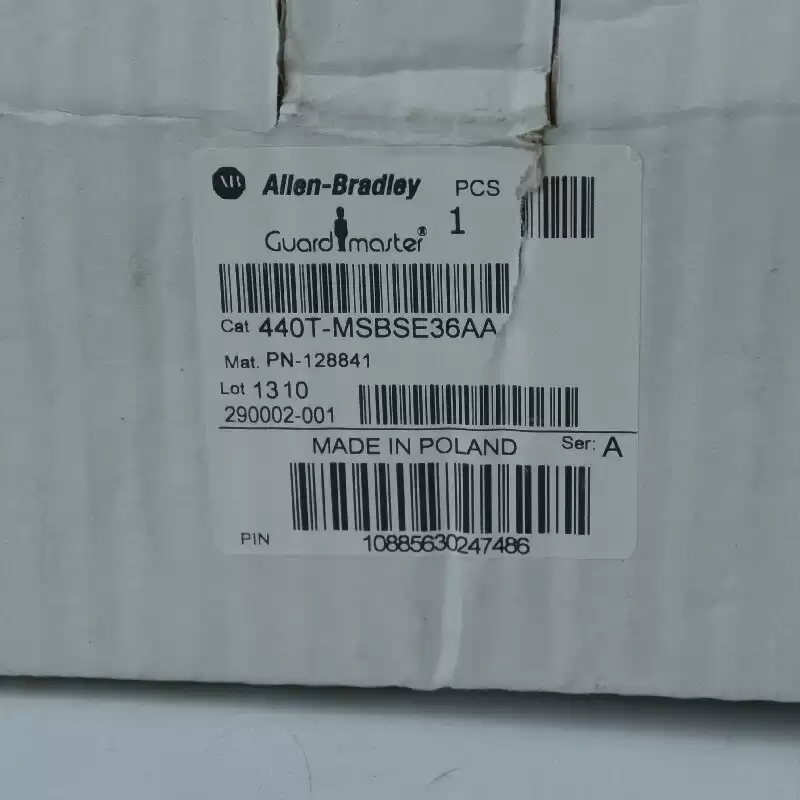 AB Allen-Bradley PCS
Guardmaster® 1
Cat 440T-MSBSE36AA
Mat. PN-128841
Lot 1310
290002-001
MADE IN POLAND Ser: A
PIN 10885630247486